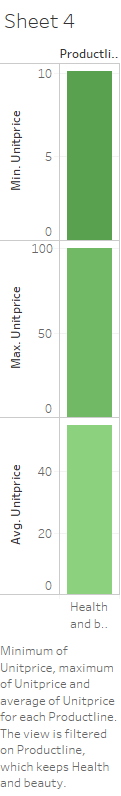 Sheet 4
Productli..
10
5
0
Min. Unitprice
100
50
0
Max. Unitprice
40
20
0
Avg. Unitprice
Health
and b..
Minimum of
Unitprice, maximum
of Unitprice and
average of Unitprice
for each Productline.
The view is filtered
on Productline,
which keeps Health
and beauty.